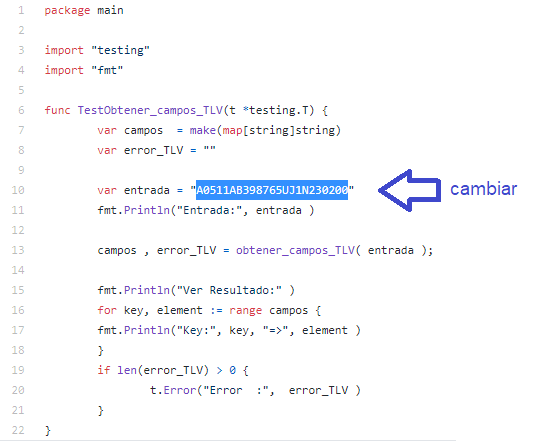 1 package main
2
3 import "testing"
4 import "fmt"
5
6 func TestObtener_campos_TLV(t *testing.T) {
7 var campos  = make(map[string]string)
8 var error_TLV = ""
9
10 var entrada = "A0511AB398765UJ1N230200" cambiar
11 fmt.Println("Entrada:", entrada )
12
13 campos , error_TLV = obtener_campos_TLV( entrada );
14
15 fmt.Println("Ver Resultado:" )
16 for key, element := range campos {
17 fmt.Println("Key:", key, "=>", element )
18 }
19 if len(error_TLV) > 0 {
20 t.Error("Error  :",  error_TLV )
21 }
22 }